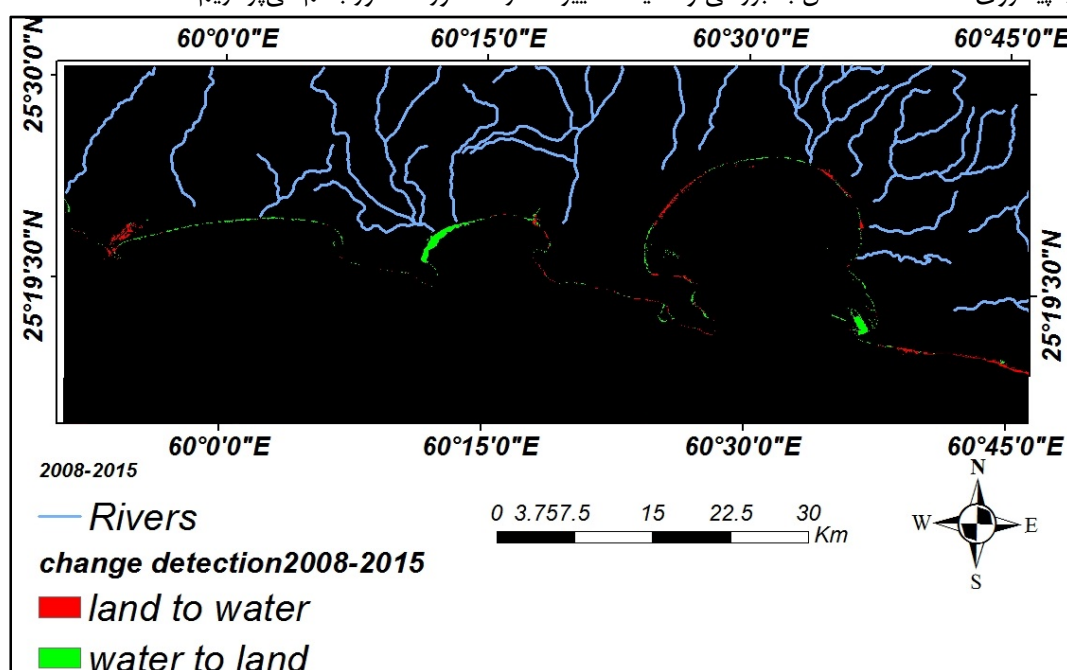 60°0'0"E 60°15'0"E 60°30'0"E 60°45'0"E
25°30'0"N
25°19'30"N
25°19'30"N
60°0'0"E 60°15'0"E 60°30'0"E 60°45'0"E
2008-2015
Rivers
change detection2008-2015
land to water
water to land
0 3.757.5 15 22.5 30
Km
N
W E
S